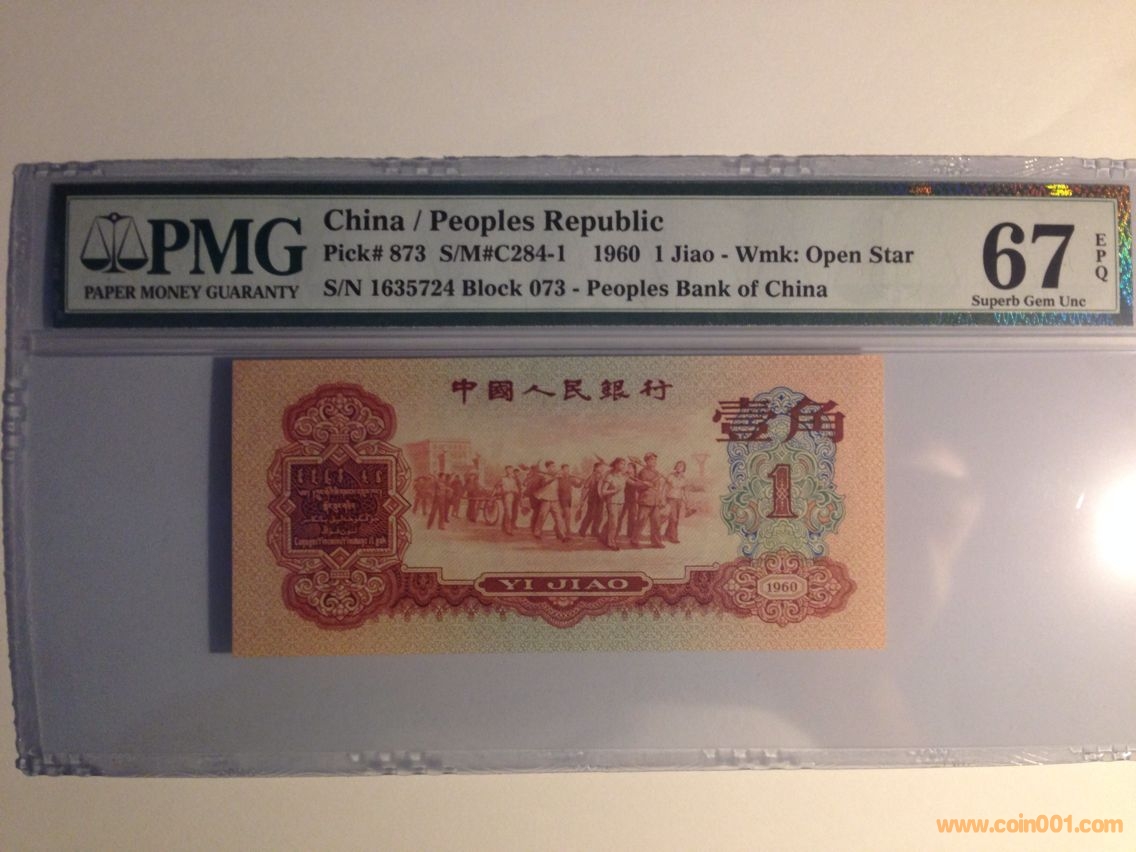 PMG
PAPER MONEY GUARANTY
China / Peoples Republic
Pick# 873 S/M#C284-1 1960 1 Jiao - Wmk: Open Star
S/N 1635724 Block 073 - Peoples Bank of China
67
EPQ
Superb Gem Unc
中國人民銀行
壹角
1
YI JIAO
1960
www.coin001.com